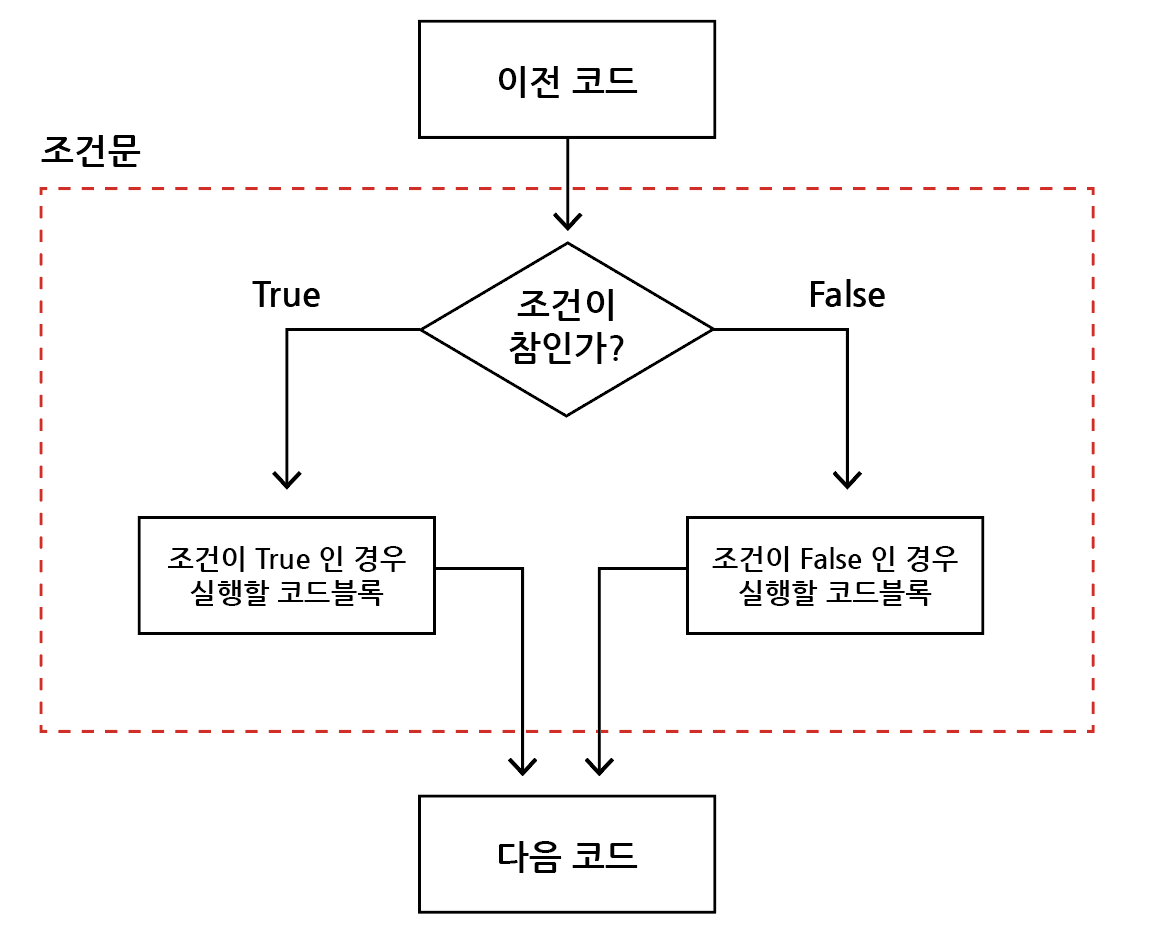 이전 코드
조건문
True
False
조건이
참인가?
조건이 True 인 경우
실행할 코드블록
조건이 False 인 경우
실행할 코드블록
다음 코드